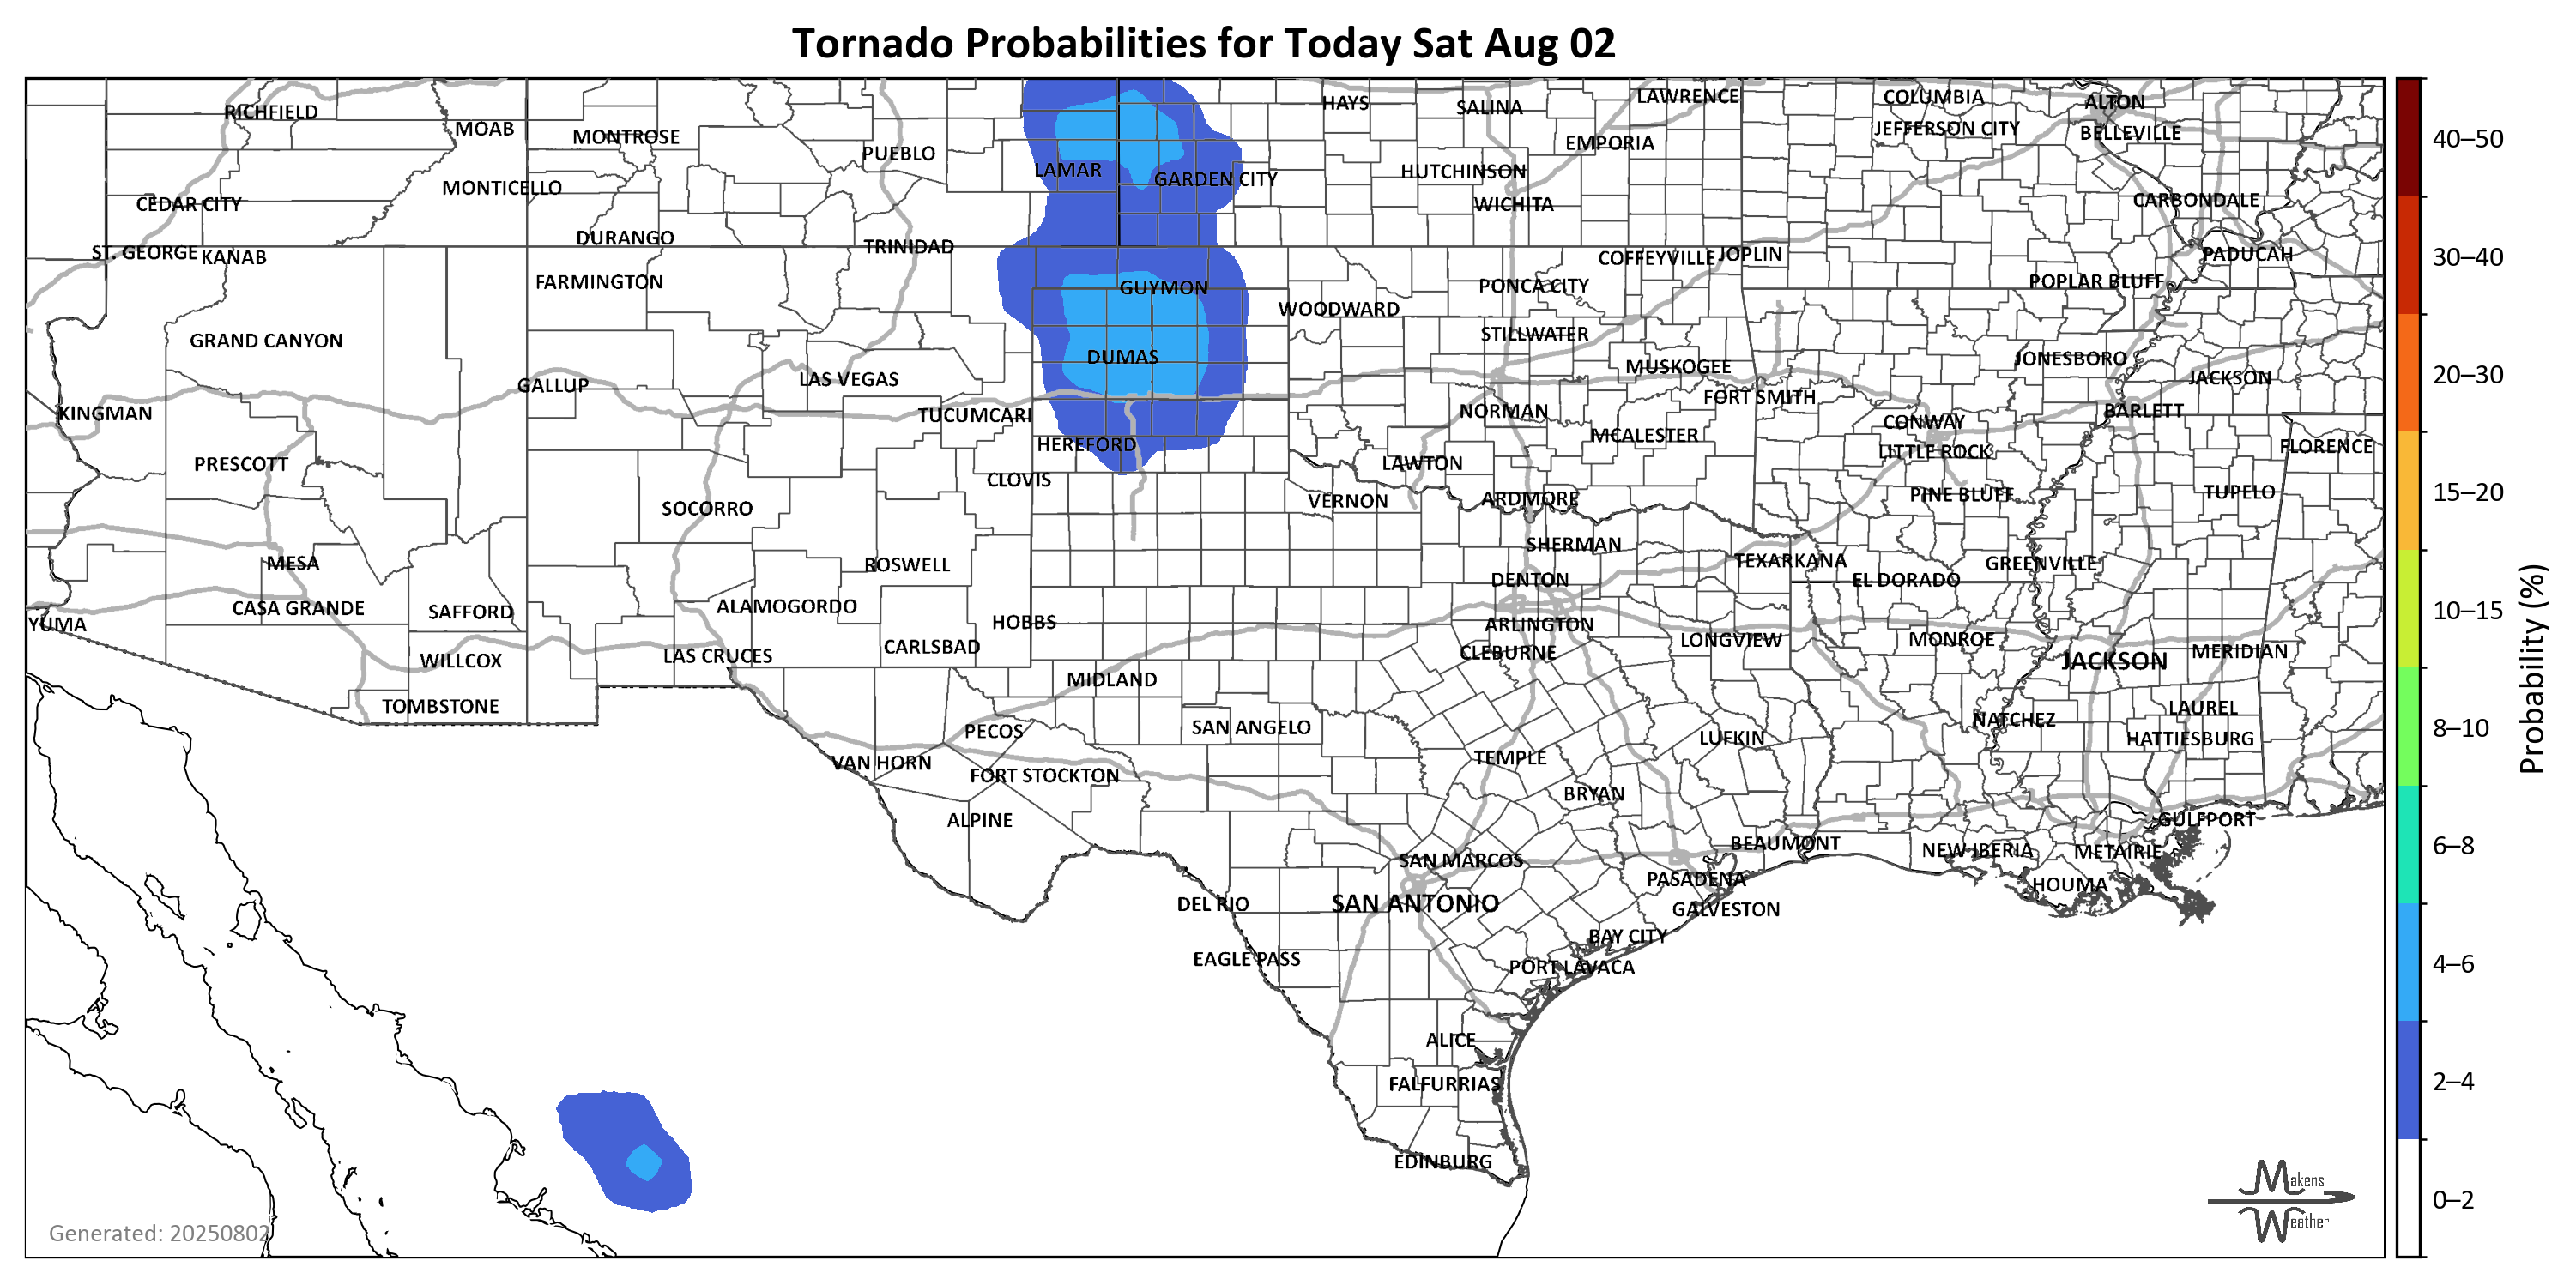 Tornado Probabilities for Today Sat Aug 02
RICHFIELD
MOAB
MONTROSE
PUEBLO
LAMAR
GARDEN CITY
HAYS
SALINA
LAWRENCE
EMPORIA
HUTCHINSON
WICHITA
COLUMBIA
JEFFERSON CITY
ALTON
BELLEVILLE
CARBONDALE
PADUCAH
CEDAR CITY
MONTICELLO
ST. GEORGE
KANAB
DURANGO
TRINIDAD
FARMINGTON
GUYMON
COFFEYVILLE
JOPLIN
POPLAR BLUFF
PONCA CITY
WOODWARD
STILLWATER
GRAND CANYON
DUMAS
MUSKOGEE
JONESBORO
JACKSON
GALLUP
LAS VEGAS
KINGMAN
TUCUMCARI
NORMAN
FORT SMITH
BARLETT
CONWAY
PRESCOTT
HEREFORD
MCALESTER
LITTLE ROCK
FLORENCE
CLOVIS
LAWTON
SOCORRO
VERNON
ARDMORE
PINE BLUFF
TUPELO
MESA
ROSWELL
SHERMAN
TEXARKANA
GREENVILLE
CASA GRANDE
SAFFORD
ALAMOGORDO
DENTON
EL DORADO
YUMA
HOBBS
ARLINGTON
CARLSBAD
CLEBURNE
LONGVIEW
MONROE
WILLCOX
LAS CRUCES
JACKSON
MERIDIAN
TOMBSTONE
MIDLAND
SAN ANGELO
PECOS
LUFKIN
NATCHEZ
LAUREL
HATTIESBURG
VAN HORN
FORT STOCKTON
TEMPLE
BRYAN
ALPINE
GULFPORT
SAN MARCOS
BEAUMONT
NEW IBERIA
METAIRIE
PASADENA
HOUMA
DEL RIO
SAN ANTONIO
GALVESTON
BAY CITY
EAGLE PASS
PORT LAVACA
ALICE
FALFURRIAS
EDINBURG
Generated: 20250802
Makens
Weather
40–50
30–40
20–30
15–20
10–15
8–10
6–8
4–6
2–4
0–2
Probability (%)